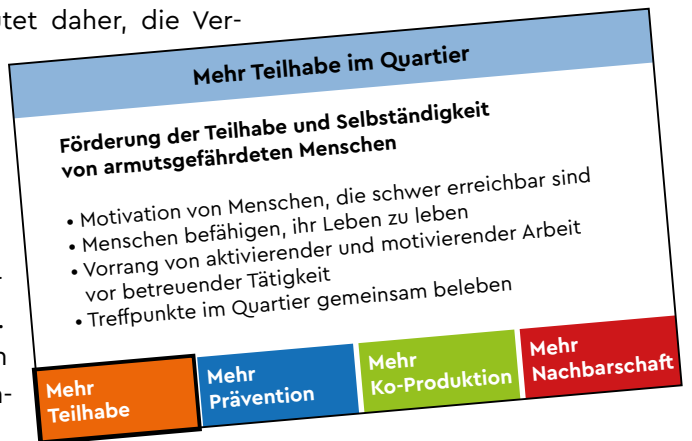 utet daher, die Ver-
Mehr Teilhabe im Quartier
Förderung der Teilhabe und Selbständigkeit
von armutsgefährdeten Menschen
• Motivation von Menschen, die schwer erreichbar sind
• Menschen befähigen, ihr Leben zu leben
• Vorrang von aktivierender und motivierender Arbeit
vor betreuender Tätigkeit
• Treffpunkte im Quartier gemeinsam beleben
Mehr
Teilhabe
Mehr
Prävention
Mehr
Ko-Produktion
Mehr
Nachbarschaft